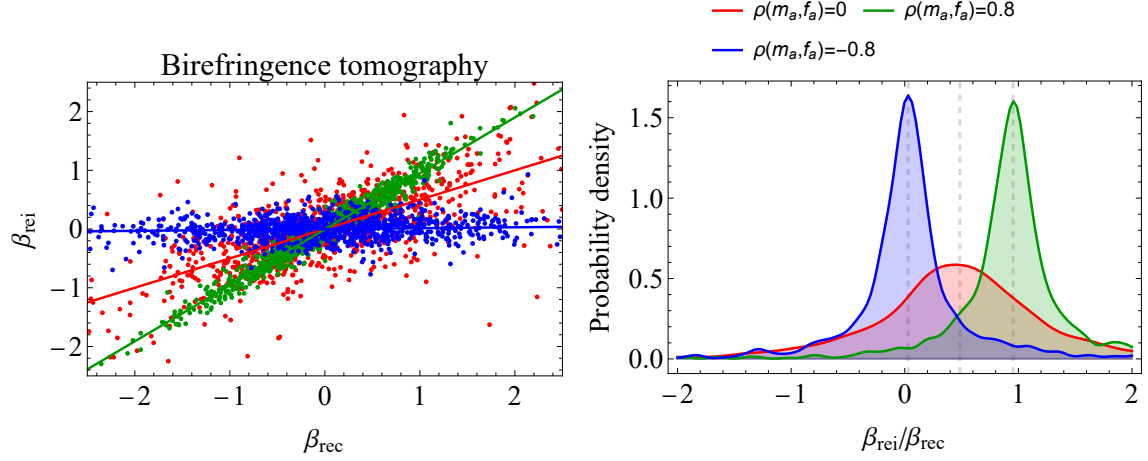 Birefringence tomography
2
1
0
−1
−2
β_rei
−2
−1
0
1
2
β_rec
ρ(m_a,f_a)=0
ρ(m_a,f_a)=0.8
ρ(m_a,f_a)=−0.8
Probability density
1.5
1.0
0.5
0.0
−2
−1
0
1
2
β_rei/β_rec